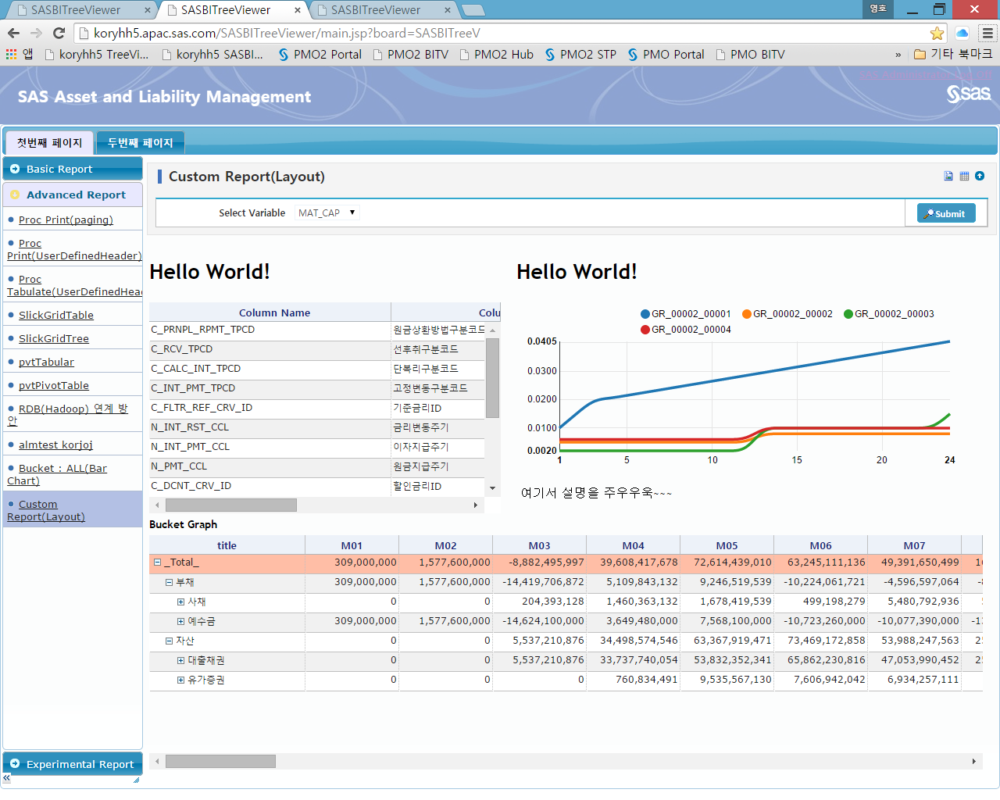 SASBITreeViewer
SASBITreeViewer
SASBITreeViewer
영호
koryhh5.apac.sas.com/SASBITreeViewer/main.jsp?board=SASBITreeV
앱
koryhh5 TreeVi...
koryhh5 SASBI...
PMO2 Portal
PMO2 BITV
PMO2 Hub
PMO2 STP
PMO Portal
PMO BITV
»
기타 북마크
SAS Asset and Liability Management
sas
첫번째 페이지
두번째 페이지
Basic Report
Advanced Report
Proc Print(paging)
Proc
Print(UserDefinedHeader)
Proc
Tabulate(UserDefinedHead
SlickGridTable
SlickGridTree
pvtTabular
pvtPivotTable
RDB(Hadoop) 연계 방
안
almtest korjoj
Bucket : ALL(Bar
Chart)
Custom
Report(Layout)
Experimental Report
«
Custom Report(Layout)
Select Variable MAT_CAP
Submit
Hello World!
Column Name Colu
C_PRNPL_RPMT_TPCD 원금상환방법구분코드
C_RCV_TPCD 선후취구분코드
C_CALC_INT_TPCD 단복리구분코드
C_INT_PMT_TPCD 고정변동구분코드
C_FLTR_REF_CRV_ID 기준금리ID
N_INT_RST_CCL 금리변동주기
N_INT_PMT_CCL 이자지급주기
N_PMT_CCL 원금지급주기
C_DCNT_CRV_ID 할인금리ID
Hello World!
GR_00002_00001 GR_00002_00002 GR_00002_00003
GR_00002_00004
0.0405
0.0300
0.0200
0.0100
0.0020
1 5 10 15 20 24
여기서 설명을 주우우욱~~~
Bucket Graph
title M01 M02 M03 M04 M05 M06 M07
_Total_ 309,000,000 1,577,600,000 -8,882,495,997 39,608,417,678 72,614,439,010 63,245,111,136 49,391,650,499 16
부채 309,000,000 1,577,600,000 -14,419,706,872 5,109,843,132 9,246,519,539 -10,224,061,721 -4,596,597,064 -8
사채 0 0 204,393,128 1,460,363,132 1,678,419,539 499,198,279 5,480,792,936 5
예수금 309,000,000 1,577,600,000 -14,624,100,000 3,649,480,000 7,568,100,000 -10,723,260,000 -10,077,390,000 -13
자산 0 0 5,537,210,876 34,498,574,546 63,367,919,471 73,469,172,858 53,988,247,563 25
대출채권 0 0 5,537,210,876 33,737,740,054 53,832,352,341 65,862,230,816 47,053,990,452 25
유가증권 0 0 0 760,834,491 9,535,567,130 7,606,942,042 6,934,257,111